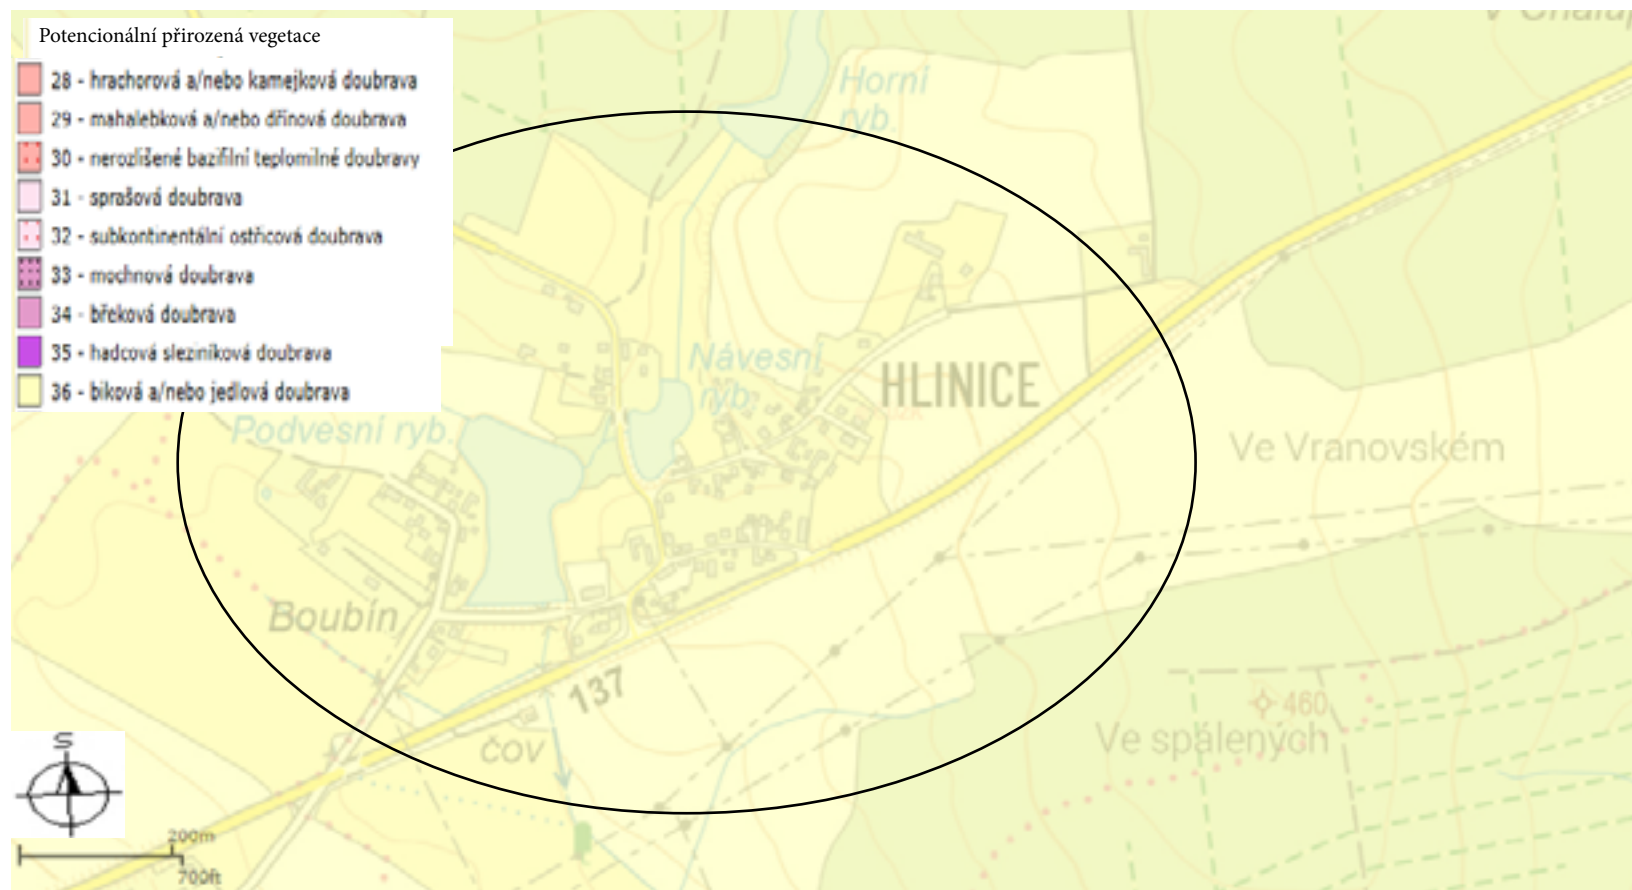 Potencionální přirozená vegetace
28 - hrachorová a/nebo kamejková doubrava
29 - mahalebková a/nebo dřínová doubrava
30 - nerozlišené bazifilní teplomilné doubravy
31 - sprašová doubrava
32 - subkontinentální ostřicová doubrava
33 - mochnová doubrava
34 - břeková doubrava
35 - hadcová sleziníková doubrava
36 - biková a/nebo jedlová doubrava
Horní
ryb.
Návesní
ryb.
HLINICE
Podvesní ryb.
Ve Vranovském
Boubín
137
460
Ve spálených
ČOV
S
200m
700ft